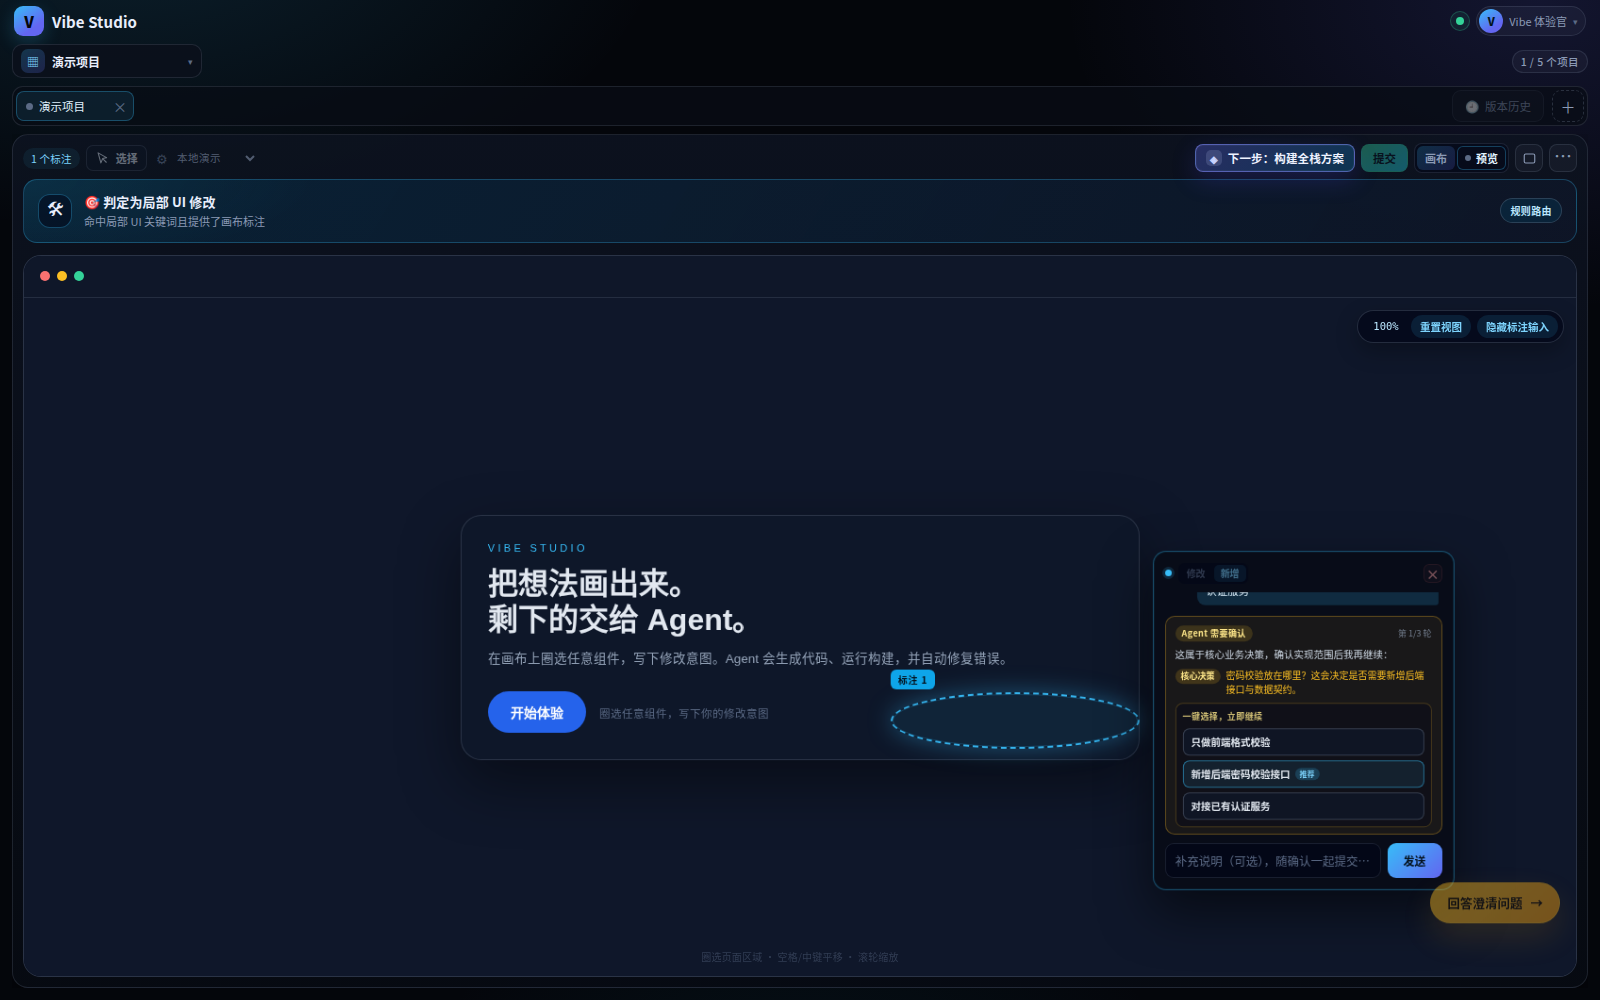 V
Vibe Studio
V
Vibe 体验官
演示项目
1 / 5 个项目
演示项目
版本历史
1 个标注
选择
本地演示
下一步：构建全栈方案
提交
画布
预览
判定为局部 UI 修改
命中局部 UI 关键词且提供了画布标注
规则路由
100%
重置视图
隐藏标注输入
VIBE STUDIO
把想法画出来。
剩下的交给 Agent。
在画布上圈选任意组件，写下修改意图。Agent 会生成代码、运行构建，并自动修复错误。
标注 1
开始体验
圈选任意组件，写下你的修改意图
修改
新增
认证服务
Agent 需要确认
第 1/3 轮
这属于核心业务决策，确认实现范围后我再继续：
核心决策
密码校验放在哪里？这会决定是否需要新增后端
接口与数据契约。
一键选择，立即继续
只做前端格式校验
新增后端密码校验接口
推荐
对接已有认证服务
补充说明（可选），随确认一起提交…
发送
回答澄清问题 →
圈选页面区域 · 空格/中键平移 · 滚轮缩放